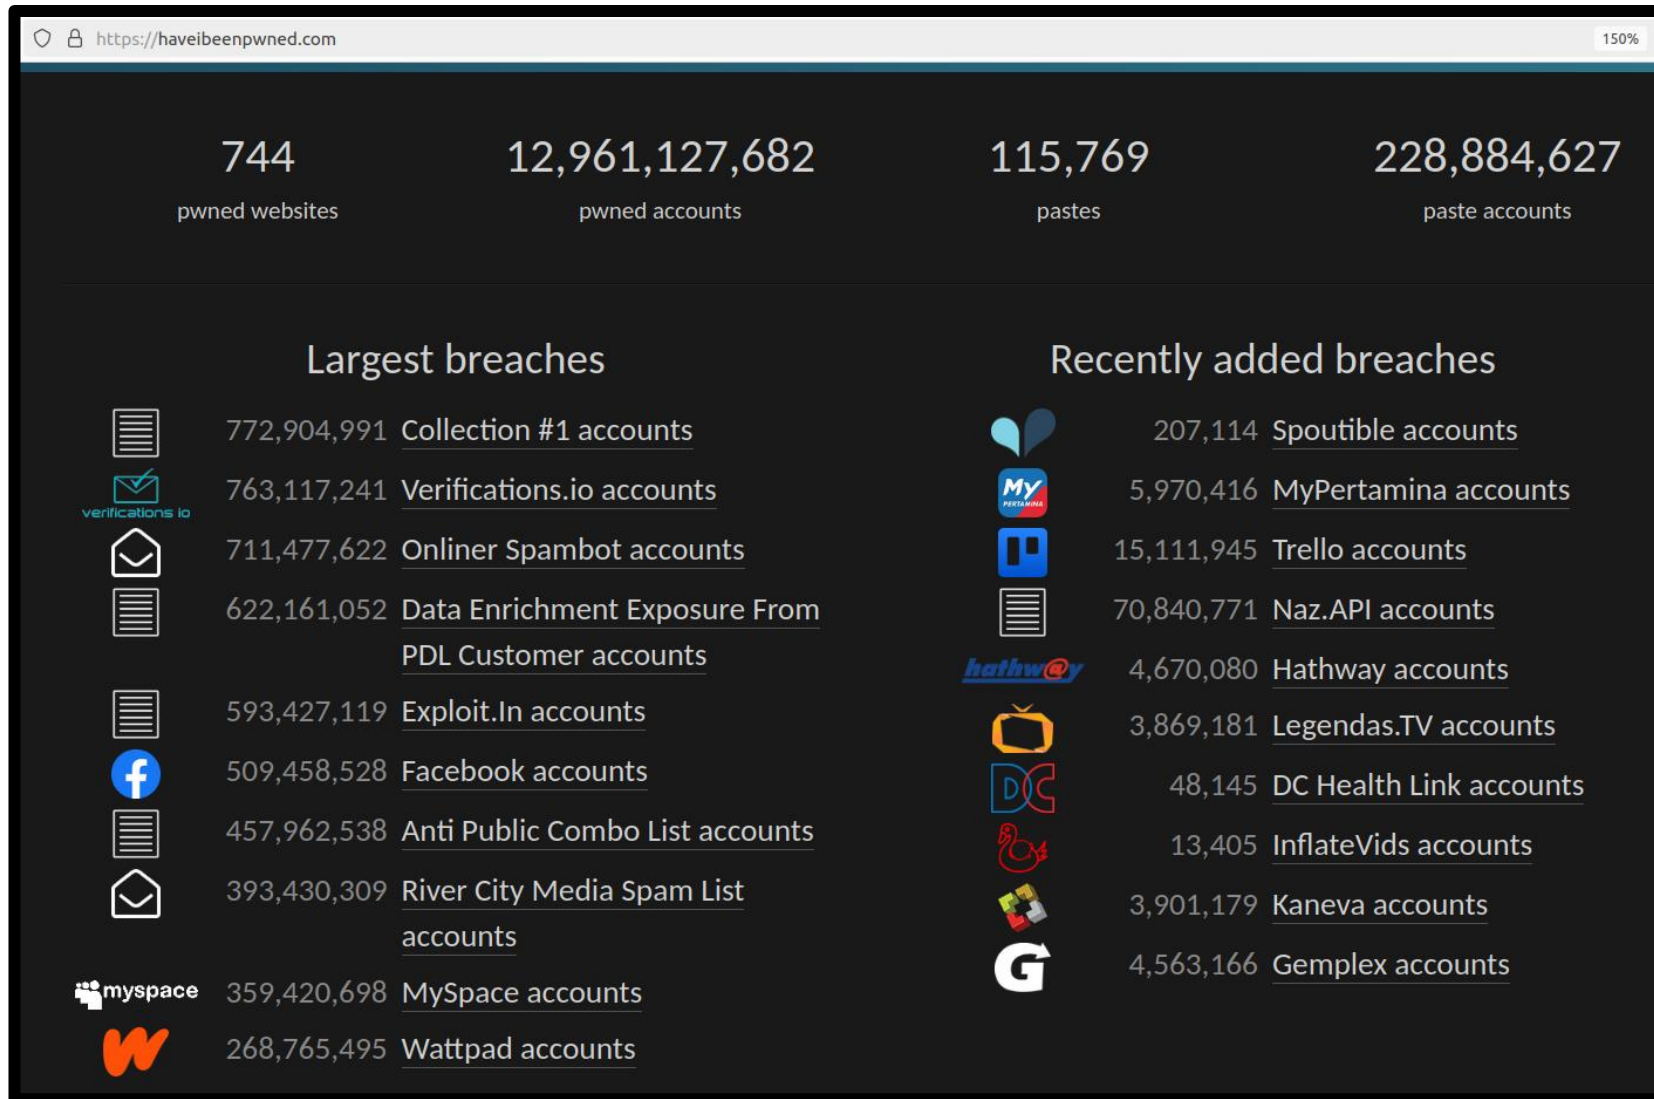 https://haveibeenpwned.com
150%
744
12,961,127,682
115,769
228,884,627
pwned websites
pwned accounts
pastes
paste accounts
Largest breaches
772,904,991 Collection #1 accounts
verifications io
763,117,241 Verifications.io accounts
711,477,622 Onliner Spambot accounts
622,161,052 Data Enrichment Exposure From
PDL Customer accounts
593,427,119 Exploit.In accounts
f
509,458,528 Facebook accounts
457,962,538 Anti Public Combo List accounts
393,430,309 River City Media Spam List
accounts
myspace 359,420,698 MySpace accounts
W 268,765,495 Wattpad accounts
Recently added breaches
207,114 Spoutible accounts
My
PERTAMINA
5,970,416 MyPertamina accounts
15,111,945 Trello accounts
70,840,771 Naz.API accounts
hathw@y 4,670,080 Hathway accounts
3,869,181 Legendas.TV accounts
DC 48,145 DC Health Link accounts
13,405 InflateVids accounts
3,901,179 Kaneva accounts
G 4,563,166 Gemplex accounts